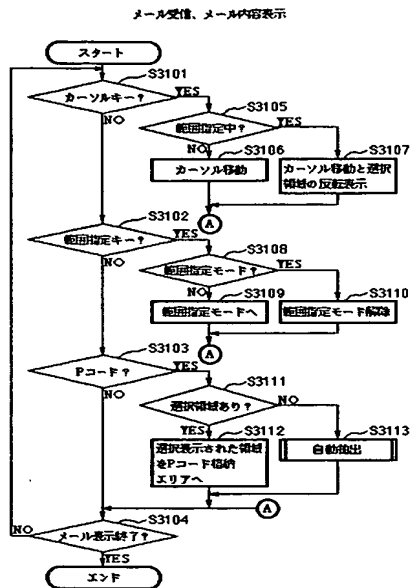 メール受信、メール内容表示
スタート
S3101
カーソルキー？
YES
NO
S3105
範囲指定中？
YES
NO
S3106
カーソル移動
S3107
カーソル移動と選択
領域の反転表示
A
S3102
範囲指定キー？
YES
NO
S3108
範囲指定モード？
YES
NO
S3109
範囲指定モードへ
S3110
範囲指定モード解除
A
S3103
Pコード？
YES
NO
S3111
選択領域あり？
NO
YES
S3112
選択表示された領域
をPコード格納
エリアへ
S3113
自動抽出
A
S3104
メール表示終了？
NO
YES
エンド